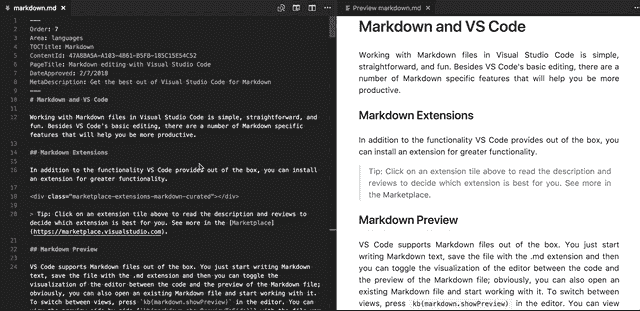 markdown.md
Preview markdown.md
1 ---
2 Order: 7
3 Area: languages
4 TOCTitle: Markdown
5 ContentId: 47A8BA5A-A103-4B61-B5FB-185C15E54C52
6 PageTitle: Markdown editing with Visual Studio Code
7 DateApproved: 2/7/2018
8 MetaDescription: Get the best out of Visual Studio Code for Markdown
9 ---
10 # Markdown and VS Code
11
12 Working with Markdown files in Visual Studio Code is simple, straightforward, and
fun. Besides VS Code's basic editing, there are a number of Markdown specific
features that will help you be more productive.
13
14 ## Markdown Extensions
15
16 In addition to the functionality VS Code provides out of the box, you can install
an extension for greater functionality.
17
18 <div class="marketplace-extensions-markdown-curated"></div>
19
20 > Tip: Click on an extension tile above to read the description and reviews to
decide which extension is best for you. See more in the [Marketplace]
(https://marketplace.visualstudio.com).
21
22 ## Markdown Preview
23
24 VS Code supports Markdown files out of the box. You just start writing Markdown
text, save the file with the .md extension and then you can toggle the
visualization of the editor between the code and the preview of the Markdown file;
obviously, you can also open an existing Markdown file and start working with it.
To switch between views, press `kb(markdown.showPreview)` in the editor. You can
Markdown and VS Code
Working with Markdown files in Visual Studio Code is simple,
straightforward, and fun. Besides VS Code's basic editing, there are a
number of Markdown specific features that will help you be more
productive.
Markdown Extensions
In addition to the functionality VS Code provides out of the box, you
can install an extension for greater functionality.
Tip: Click on an extension tile above to read the description and
reviews to decide which extension is best for you. See more in
the Marketplace.
Markdown Preview
VS Code supports Markdown files out of the box. You just start writing
Markdown text, save the file with the .md extension and then you
can toggle the visualization of the editor between the code and the
preview of the Markdown file; obviously, you can also open an
existing Markdown file and start working with it. To switch between
views, press kb(markdown.showPreview) in the editor. You can view